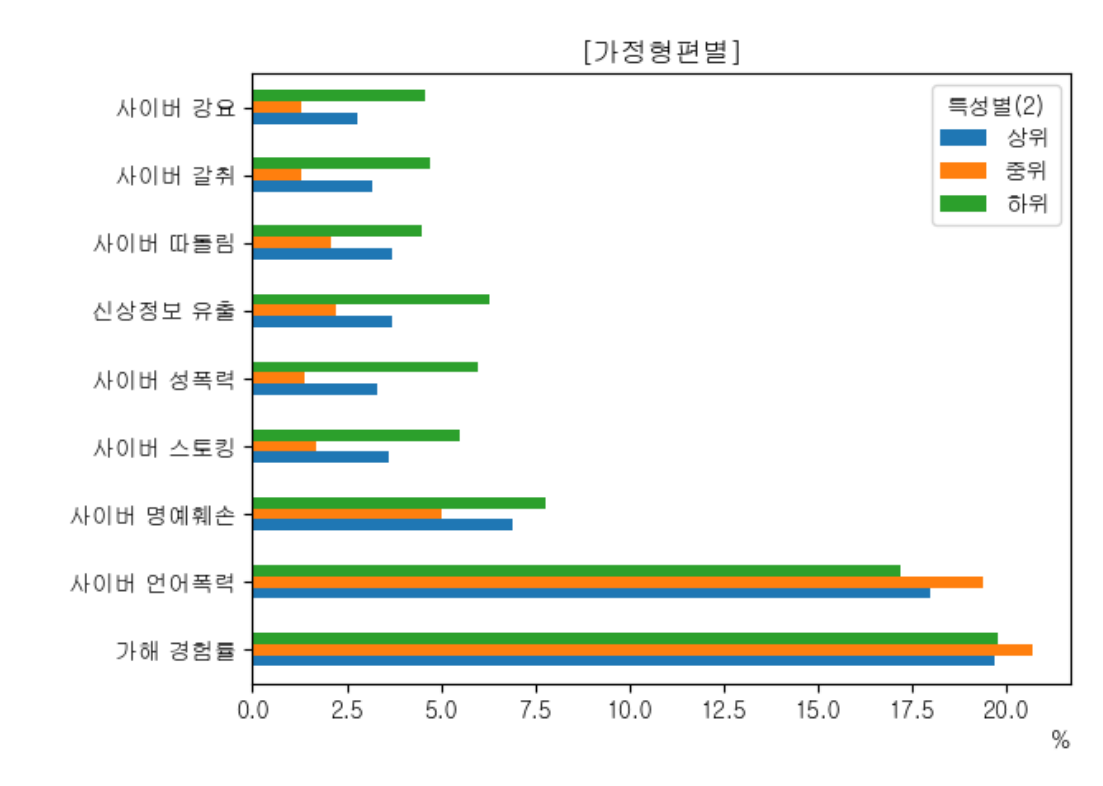 [가정형편별]
특성별(2)
상위
중위
하위
사이버 강요
사이버 갈취
사이버 따돌림
신상정보 유출
사이버 성폭력
사이버 스토킹
사이버 명예훼손
사이버 언어폭력
가해 경험률
0.0 2.5 5.0 7.5 10.0 12.5 15.0 17.5 20.0
%